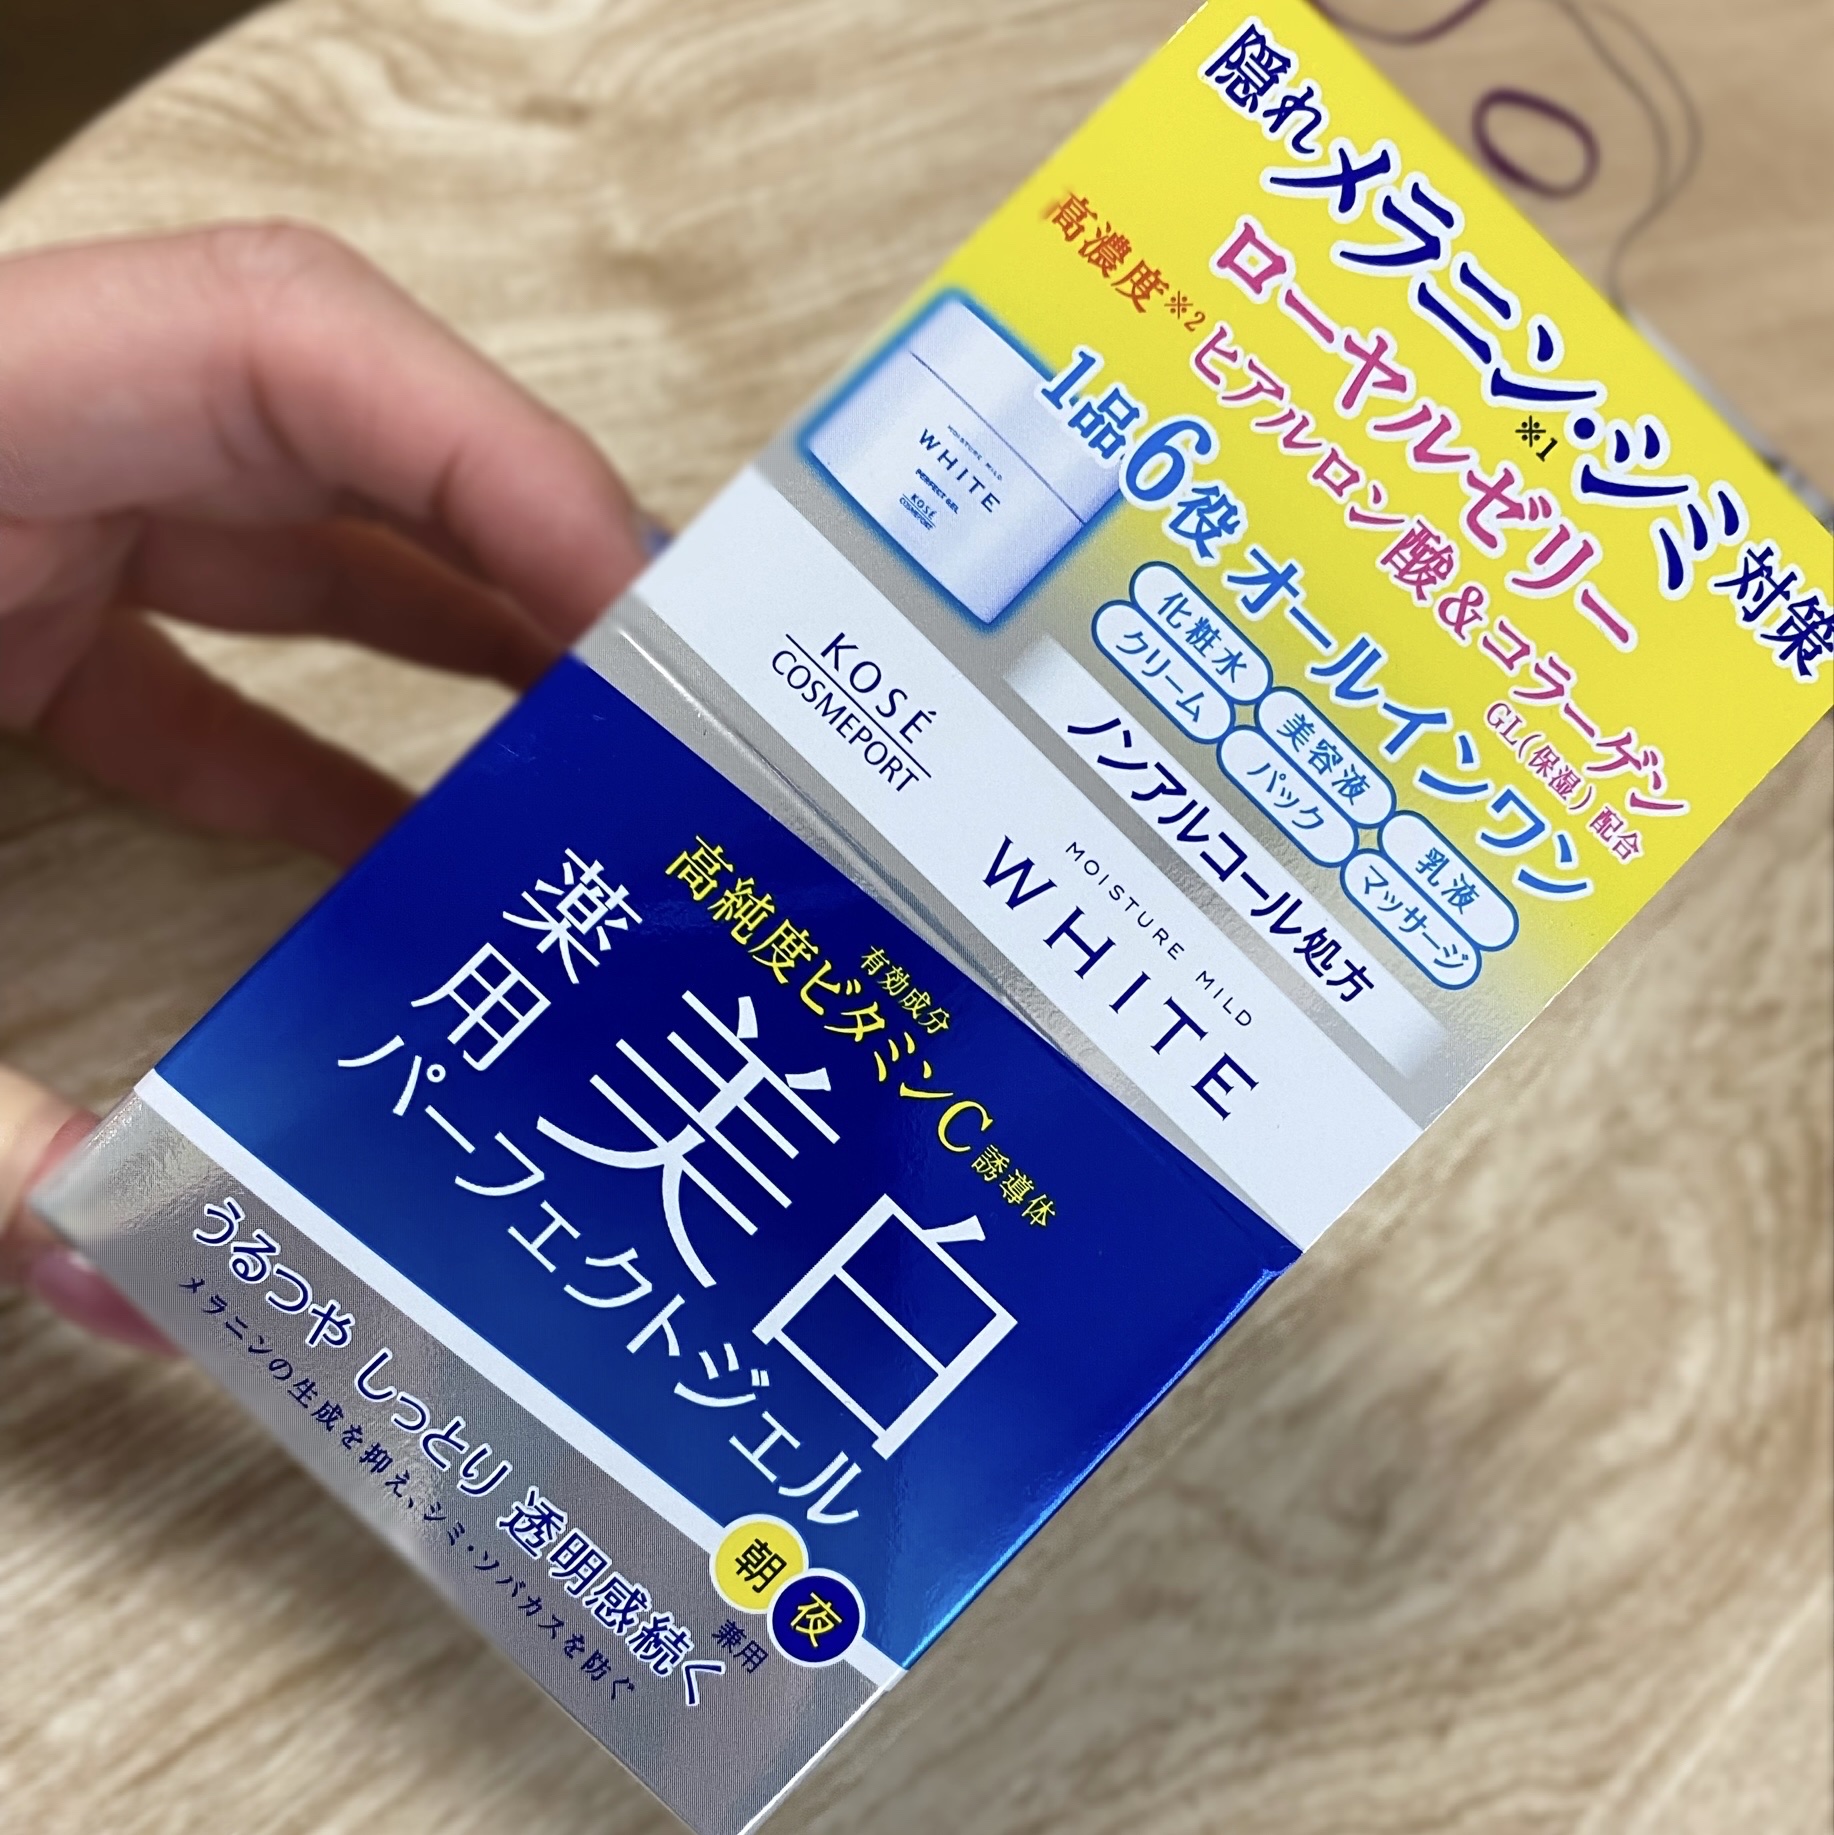 隠れメラニン・シミ対策
※1
ローヤルゼリー
高濃度※2ヒアルロン酸&コラーゲン
GL(保湿)配合
1品6役オールインワン
化粧水 美容液 乳液
クリーム パック マッサージ
MOISTURE MILD
WHITE
PERFECT GEL
KOSÉ
COSMEPORT
ノンアルコール処方
KOSÉ
COSMEPORT
MOISTURE MILD
WHITE
有効成分
高純度ビタミンC誘導体
薬用
美白
パーフェクトジェル
朝 夜 兼用
うるつや しっとり 透明感続く
メラニンの生成を抑え、シミ・ソバカスを防ぐ